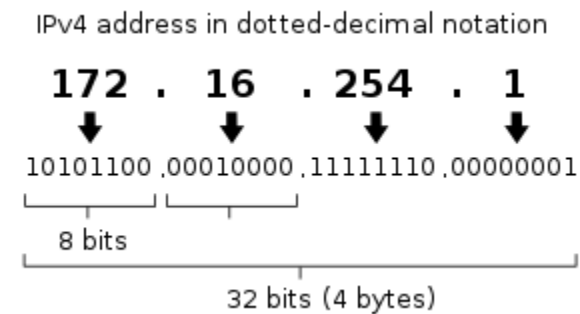 IPv4 address in dotted-decimal notation
172 . 16 . 254 . 1
10101100 .00010000 .11111110 .00000001
8 bits
32 bits (4 bytes)